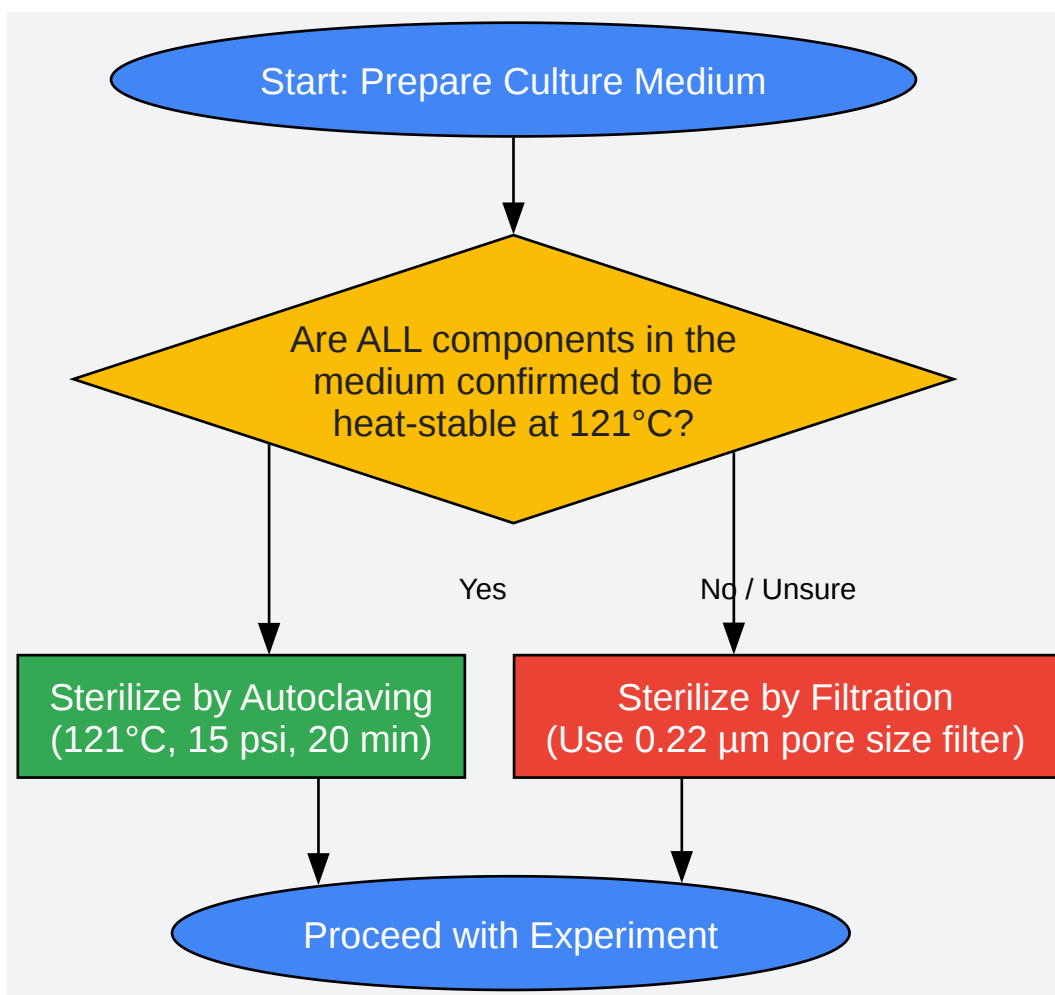 Start: Prepare Culture Medium
Are ALL components in the
medium confirmed to be
heat-stable at 121°C?
Yes
No / Unsure
Sterilize by Autoclaving
(121°C, 15 psi, 20 min)
Sterilize by Filtration
(Use 0.22 µm pore size filter)
Proceed with Experiment